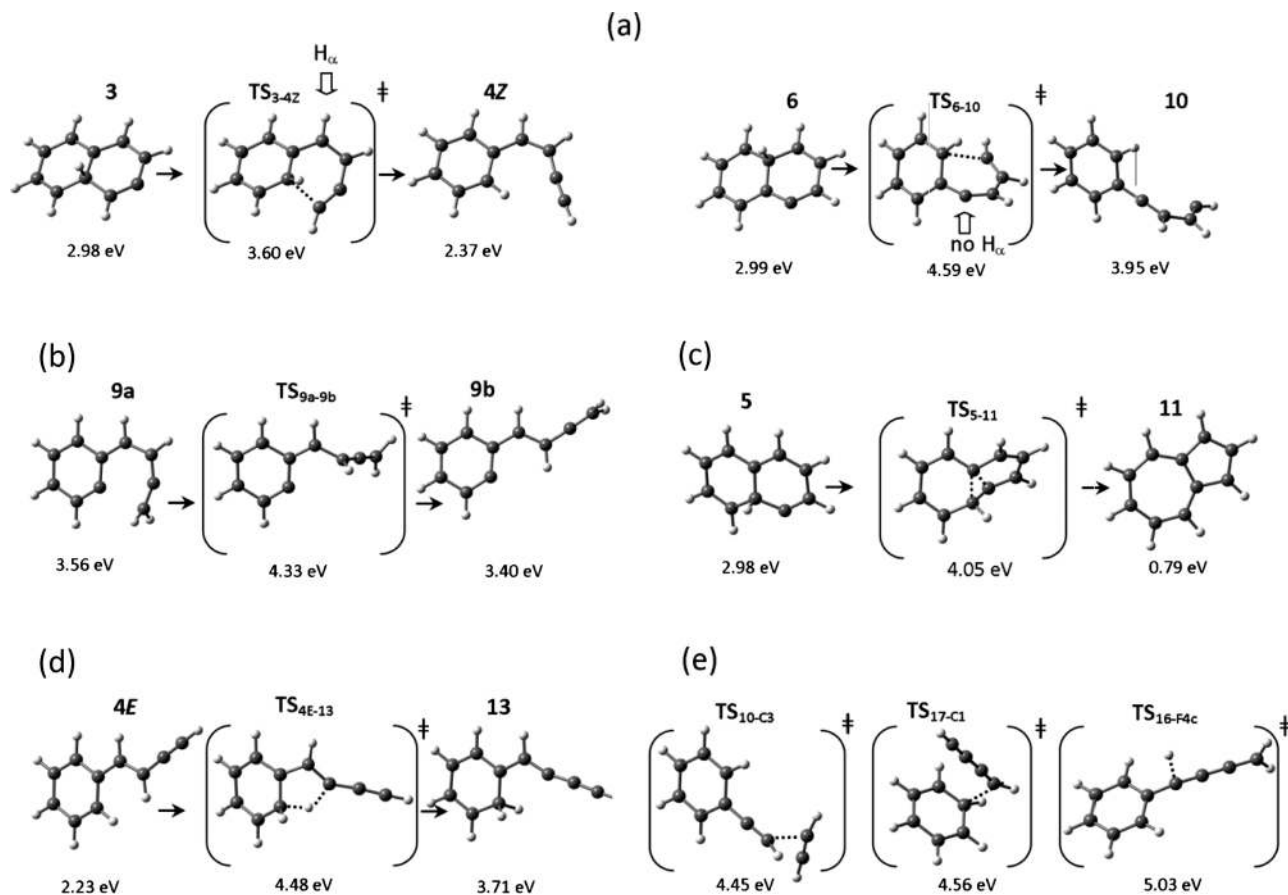 (a)
Hα
3 TS3-4Z ‡ 4Z
2.98 eV 3.60 eV 2.37 eV
6 TS6-10 ‡ 10
no Hα
2.99 eV 4.59 eV 3.95 eV
(b)
9a TS9a-9b ‡ 9b
3.56 eV 4.33 eV 3.40 eV
(c)
5 TS5-11 ‡ 11
2.98 eV 4.05 eV 0.79 eV
(d)
4E TS4E-13 ‡ 13
2.23 eV 4.48 eV 3.71 eV
(e)
TS10-C3 ‡ TS17-C1 ‡ TS16-F4c ‡
4.45 eV 4.56 eV 5.03 eV